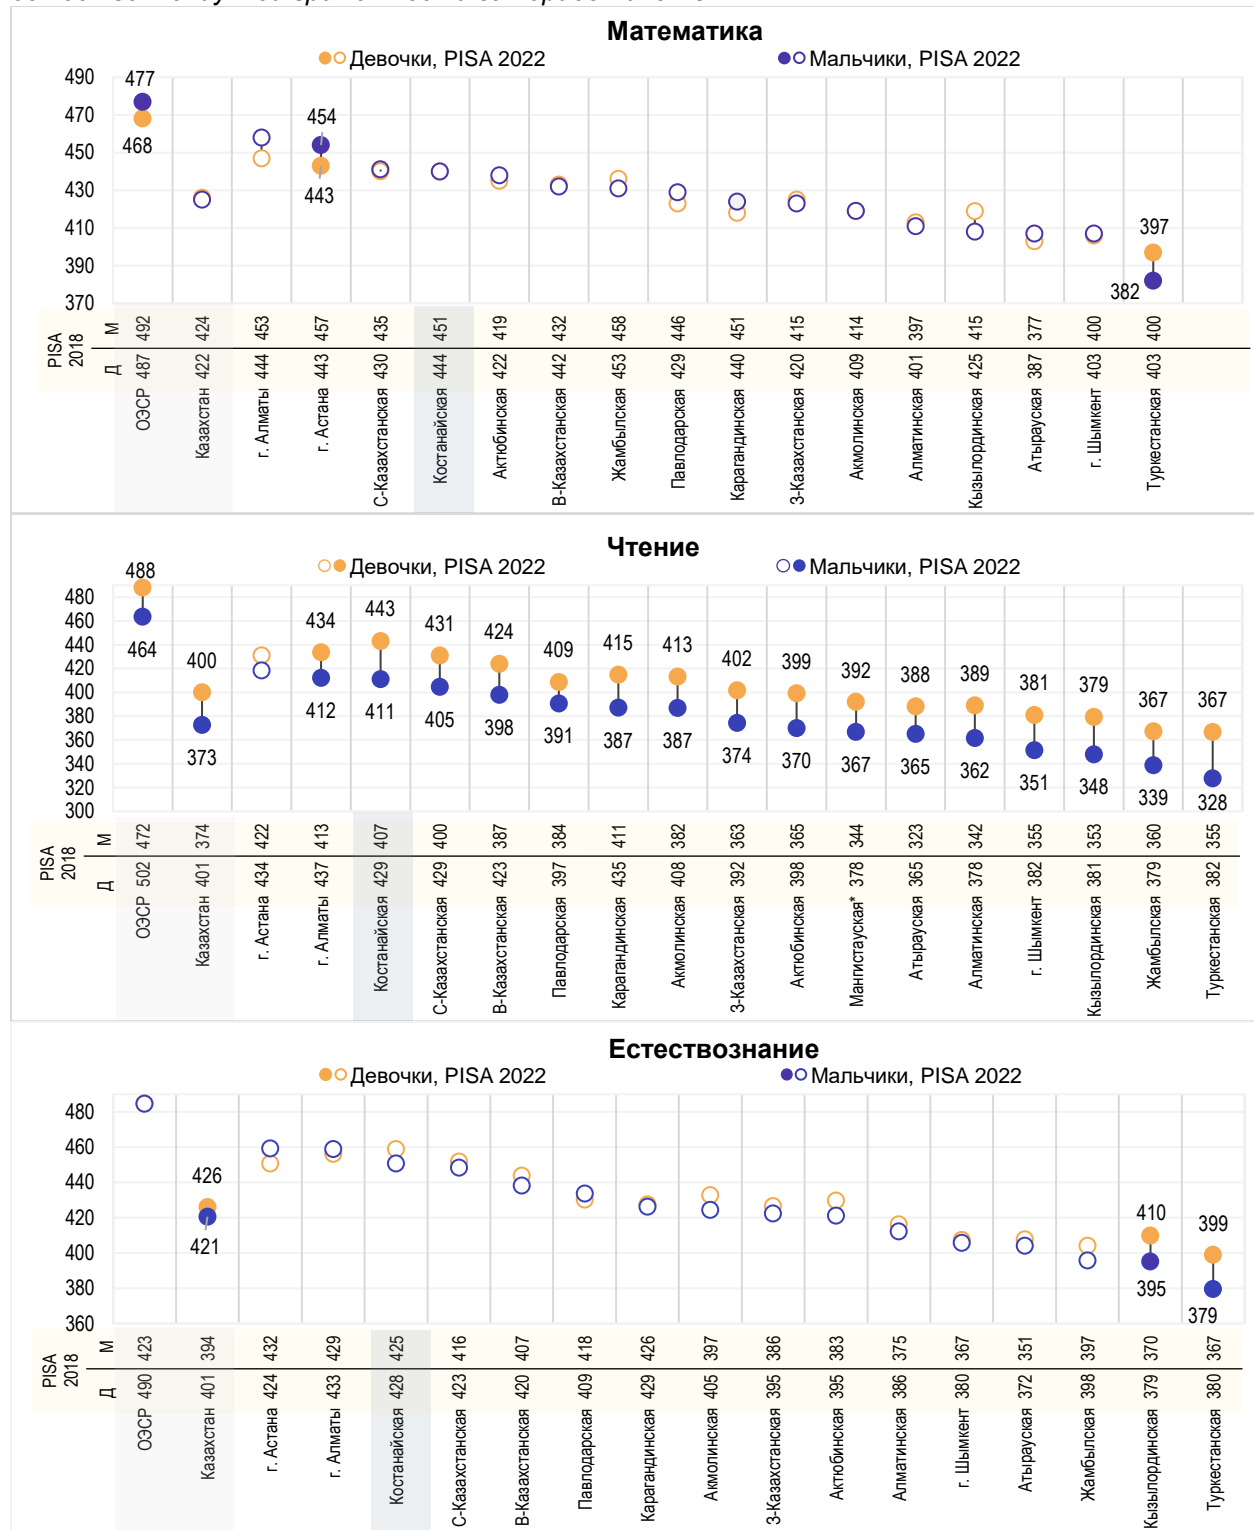 Математика
Девочки, PISA 2022 Мальчики, PISA 2022
490
470
450
430
410
390
370
477
468
454
443
397
382
PISA 2018
М 492 424 453 457 435 451 419 432 458 446 451 415 414 397 415 377 400 400
Д 487 422 444 443 430 444 422 442 453 429 440 420 409 401 425 387 403 403
ОЭСР
Казахстан
г. Алматы
г. Астана
С-Казахстанская
Костанайская
Актюбинская
В-Казахстанская
Жамбылская
Павлодарская
Карагандинская
З-Казахстанская
Акмолинская
Алматинская
Кызылординская
Атырауская
г. Шымкент
Туркестанская
Чтение
Девочки, PISA 2022 Мальчики, PISA 2022
480
460
440
420
400
380
360
340
320
300
488 400 434 443 431 424 409 415 413 402 399 392 388 389 381 379 367 367
464 373 412 411 405 398 391 387 387 374 370 367 365 362 351 348 339 328
PISA 2018
М 472 374 422 413 407 400 387 384 411 382 363 365 344 323 342 355 353 360 355
Д 502 401 434 437 429 429 423 397 435 408 392 398 378 365 378 382 381 379 382
ОЭСР
Казахстан
г. Астана
г. Алматы
Костанайская
С-Казахстанская
В-Казахстанская
Павлодарская
Карагандинская
Акмолинская
З-Казахстанская
Актюбинская
Мангистауская*
Атырауская
Алматинская
г. Шымкент
Кызылординская
Жамбылская
Туркестанская
Естествознание
Девочки, PISA 2022 Мальчики, PISA 2022
480
460
440
420
400
380
360
426
421
410
395
399
379
PISA 2018
М 423 394 432 429 425 416 407 418 426 397 386 383 375 367 351 397 370 367
Д 490 401 424 433 428 423 420 409 429 405 395 395 386 380 372 398 379 380
ОЭСР
Казахстан
г. Астана
г. Алматы
Костанайская
С-Казахстанская
В-Казахстанская
Павлодарская
Карагандинская
Акмолинская
З-Казахстанская
Актюбинская
Алматинская
г. Шымкент
Атырауская
Жамбылская
Кызылординская
Туркестанская